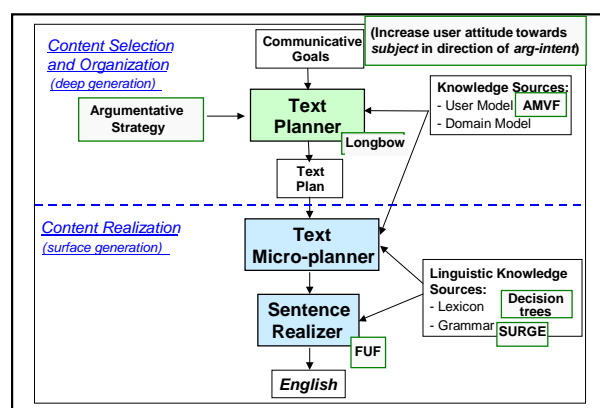 Content Selection
and Organization
(deep generation)
Communicative
Goals
(Increase user attitude towards
subject in direction of arg-intent)
Argumentative
Strategy
Text
Planner
Longbow
Knowledge Sources:
- User Model AMVF
- Domain Model
Text
Plan
Content Realization
(surface generation)
Text
Micro-planner
Linguistic Knowledge
Sources:
- Lexicon Decision
trees
- Grammar SURGE
Sentence
Realizer
FUF
English